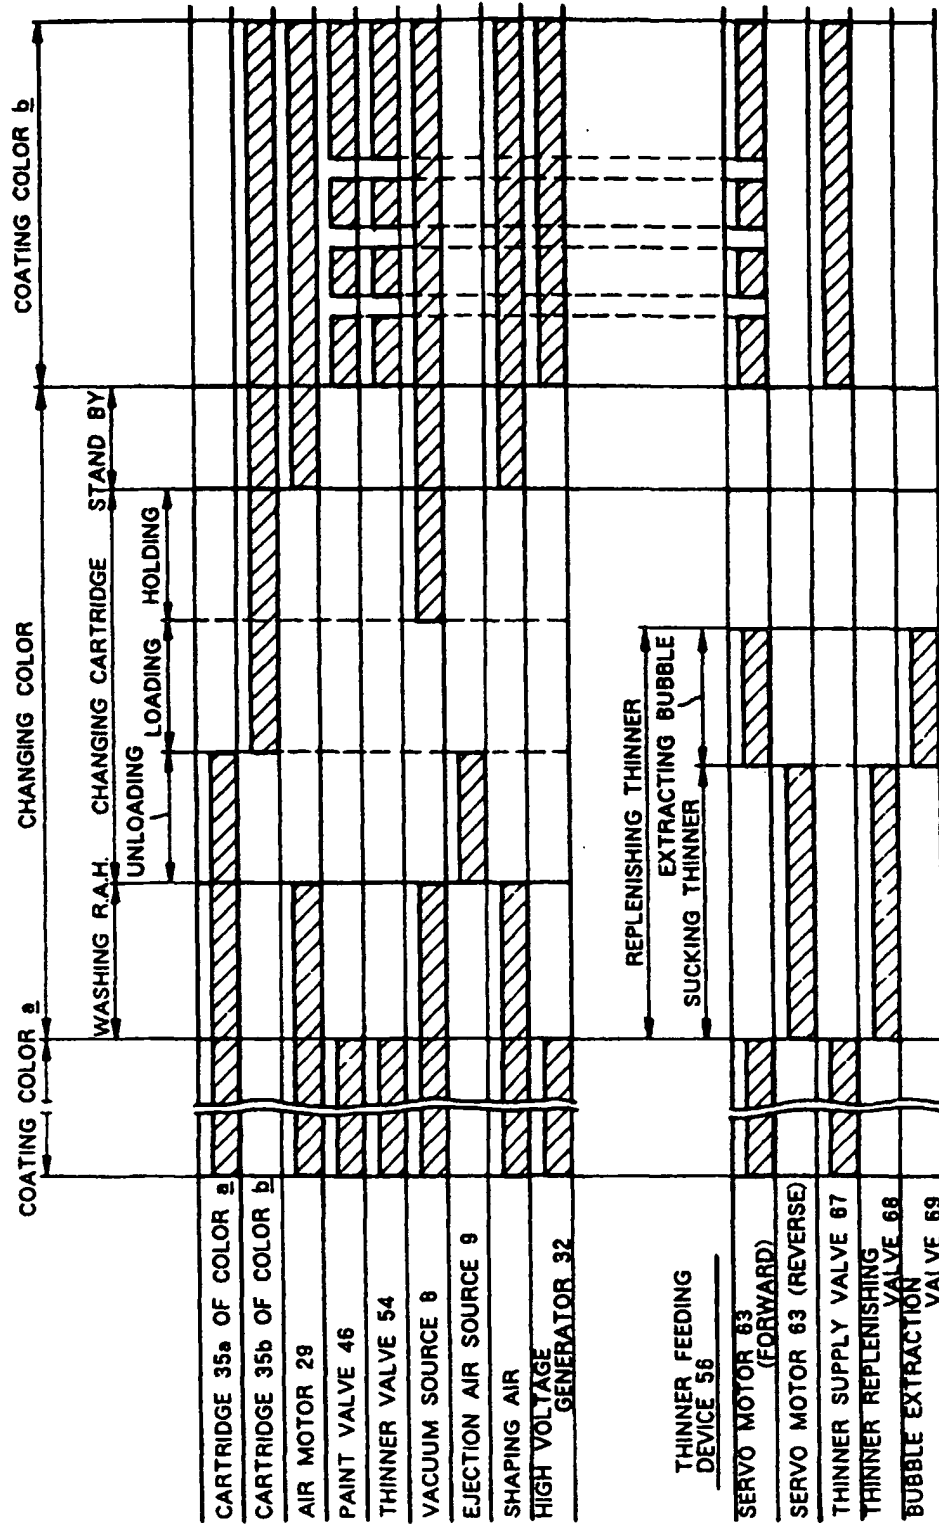 COATING COLOR a
CHANGING COLOR
COATING COLOR b
WASHING R.A.H.
CHANGING CARTRIDGE
STAND BY
UNLOADING
LOADING
HOLDING
CARTRIDGE 35a OF COLOR a
CARTRIDGE 35b OF COLOR b
AIR MOTOR 29
PAINT VALVE 46
THINNER VALVE 54
VACUUM SOURCE 8
EJECTION AIR SOURCE 9
SHAPING AIR
HIGH VOLTAGE
GENERATOR 32
REPLENISHING THINNER
EXTRACTING BUBBLE
SUCKING THINNER
THINNER FEEDING
DEVICE 56
SERVO MOTOR 63
(FORWARD)
SERVO MOTOR 63 (REVERSE)
THINNER SUPPLY VALVE 67
THINNER REPLENISHING
VALVE 68
BUBBLE EXTRACTION
VALVE 69